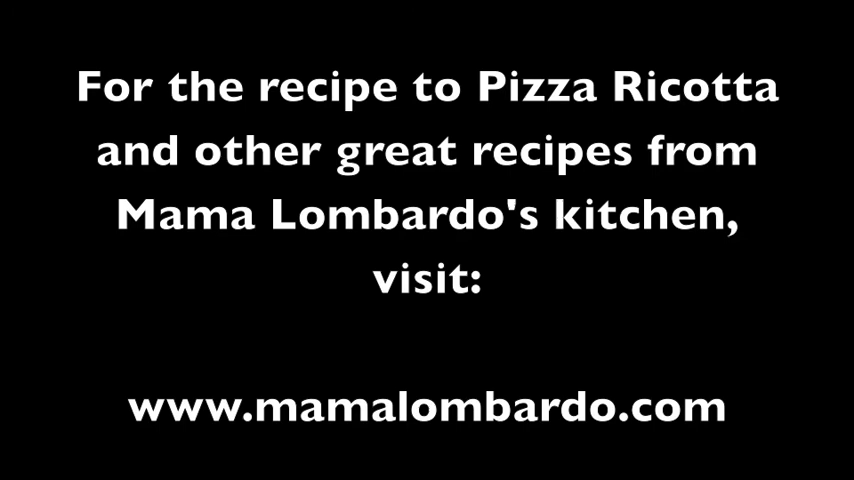 For the recipe to Pizza Ricotta
and other great recipes from
Mama Lombardo's kitchen,
visit:
www.mamalombardo.com